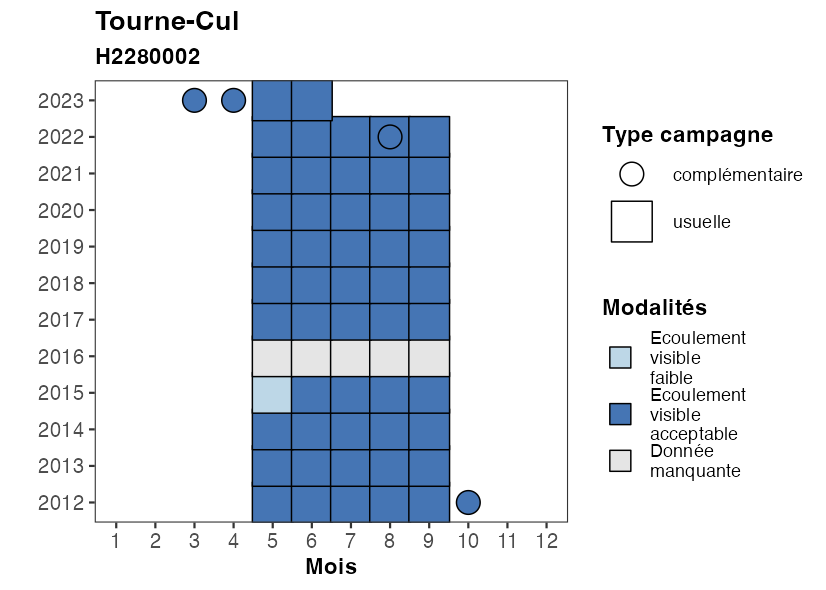 Tourne-Cul
H2280002
2023
2022
2021
2020
2019
2018
2017
2016
2015
2014
2013
2012
1 2 3 4 5 6 7 8 9 10 11 12
Mois
Type campagne
complémentaire
usuelle
Modalités
Ecoulement
visible
faible
Ecoulement
visible
acceptable
Donnée
manquante